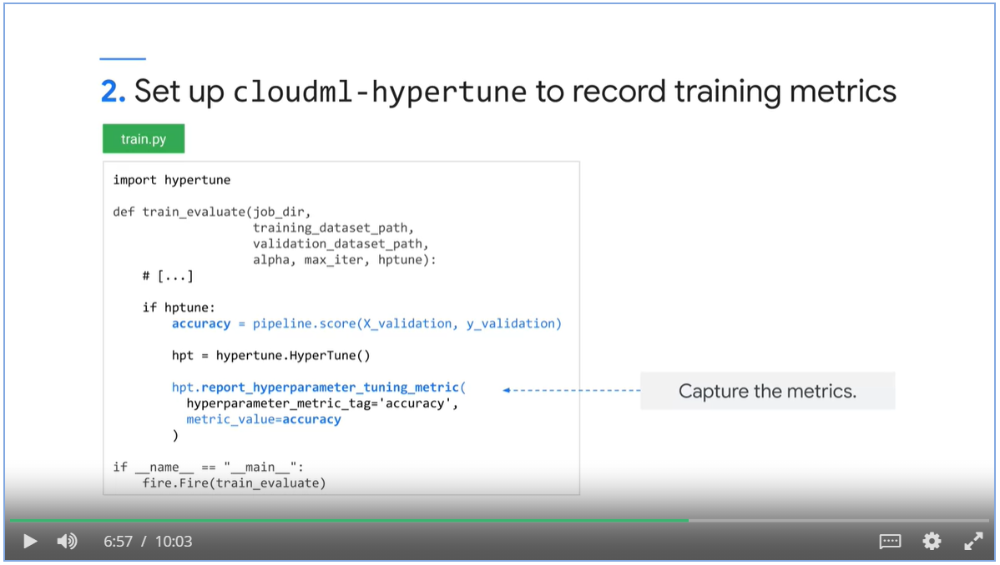 2. Set up cloudml-hypertune to record training metrics
train.py
import hypertune
def train_evaluate(job_dir,
training_dataset_path,
validation_dataset_path,
alpha, max_iter, hptune):
# [...]
if hptune:
accuracy = pipeline.score(X_validation, y_validation)
hpt = hypertune.HyperTune()
hpt.report_hyperparameter_tuning_metric(
hyperparameter_metric_tag='accuracy',
metric_value=accuracy
)
Capture the metrics.
if __name__ == "__main__":
fire.Fire(train_evaluate)
6:57 / 10:03